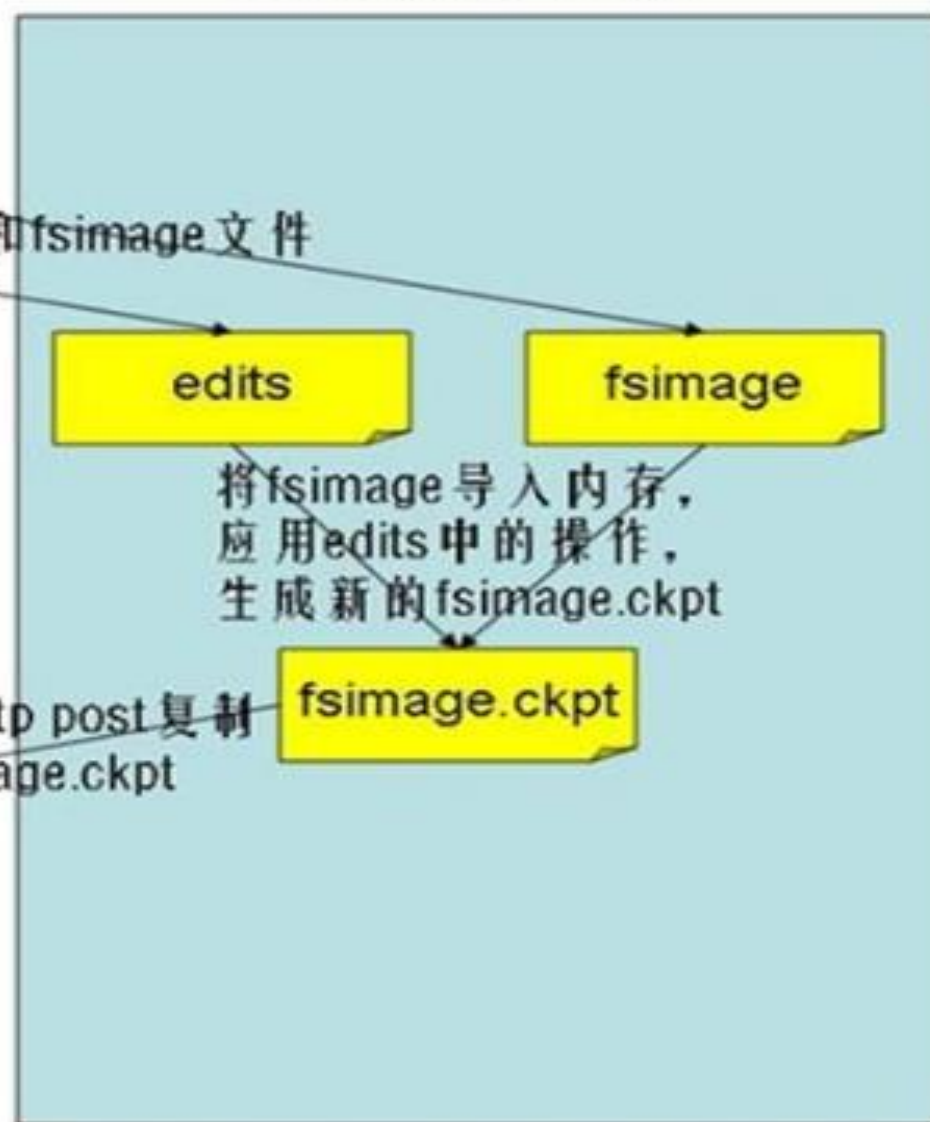 fsimage文件
edits
fsimage
将fsimage导入内存，
应用edits中的操作，
生成新的fsimage.ckpt
fsimage.ckpt
tp post复制
age.ckpt